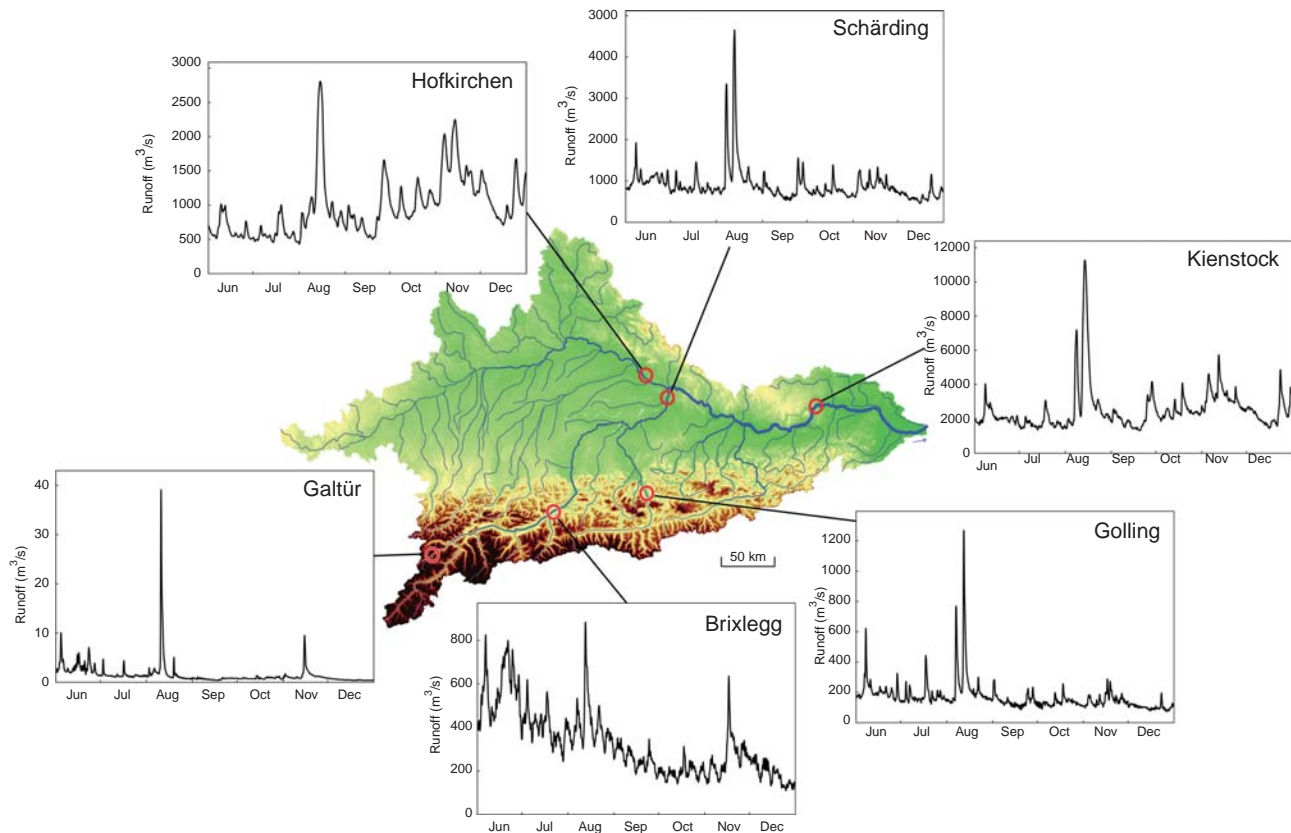 Hofkirchen
Runoff (m³/s)
3000
2500
2000
1500
1000
500
0
Jun Jul Aug Sep Oct Nov Dec
Schärding
Runoff (m³/s)
5000
4000
3000
2000
1000
0
Jun Jul Aug Sep Oct Nov Dec
Kienstock
Runoff (m³/s)
12000
10000
8000
6000
4000
2000
0
Jun Jul Aug Sep Oct Nov Dec
Galtür
Runoff (m³/s)
40
30
20
10
0
Jun Jul Aug Sep Oct Nov Dec
Brixlegg
Runoff (m³/s)
800
600
400
200
0
Jun Jul Aug Sep Oct Nov Dec
Golling
Runoff (m³/s)
1200
1000
800
600
400
200
0
Jun Jul Aug Sep Oct Nov Dec
50 km